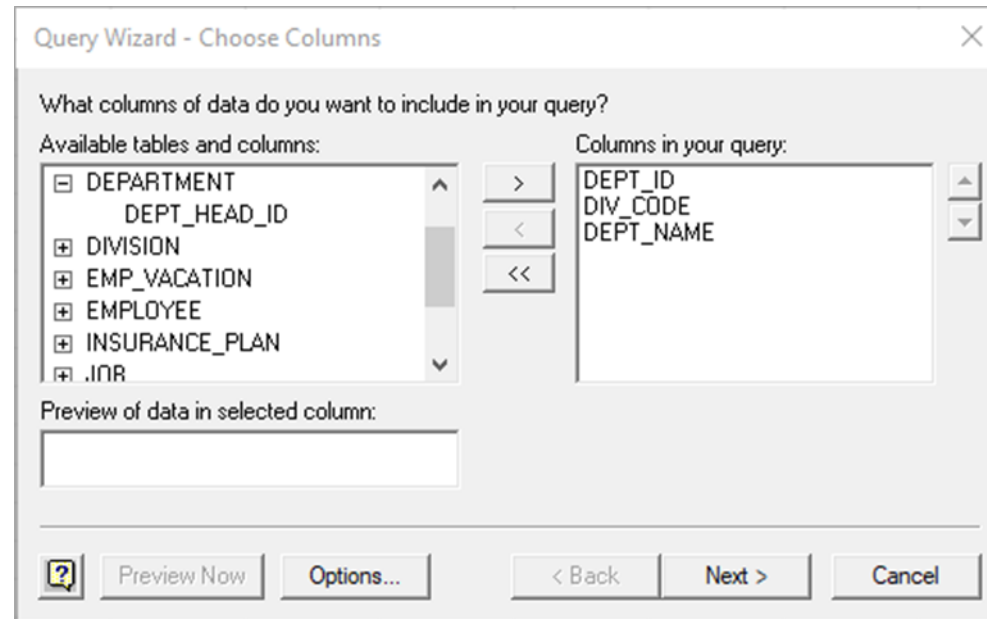 Query Wizard - Choose Columns
What columns of data do you want to include in your query?
Available tables and columns:
Columns in your query:
DEPARTMENT
DEPT_HEAD_ID
DIVISION
EMP_VACATION
EMPLOYEE
INSURANCE_PLAN
JOB
>
<
<<
DEPT_ID
DIV_CODE
DEPT_NAME
Preview of data in selected column:
?
Preview Now
Options...
< Back
Next >
Cancel